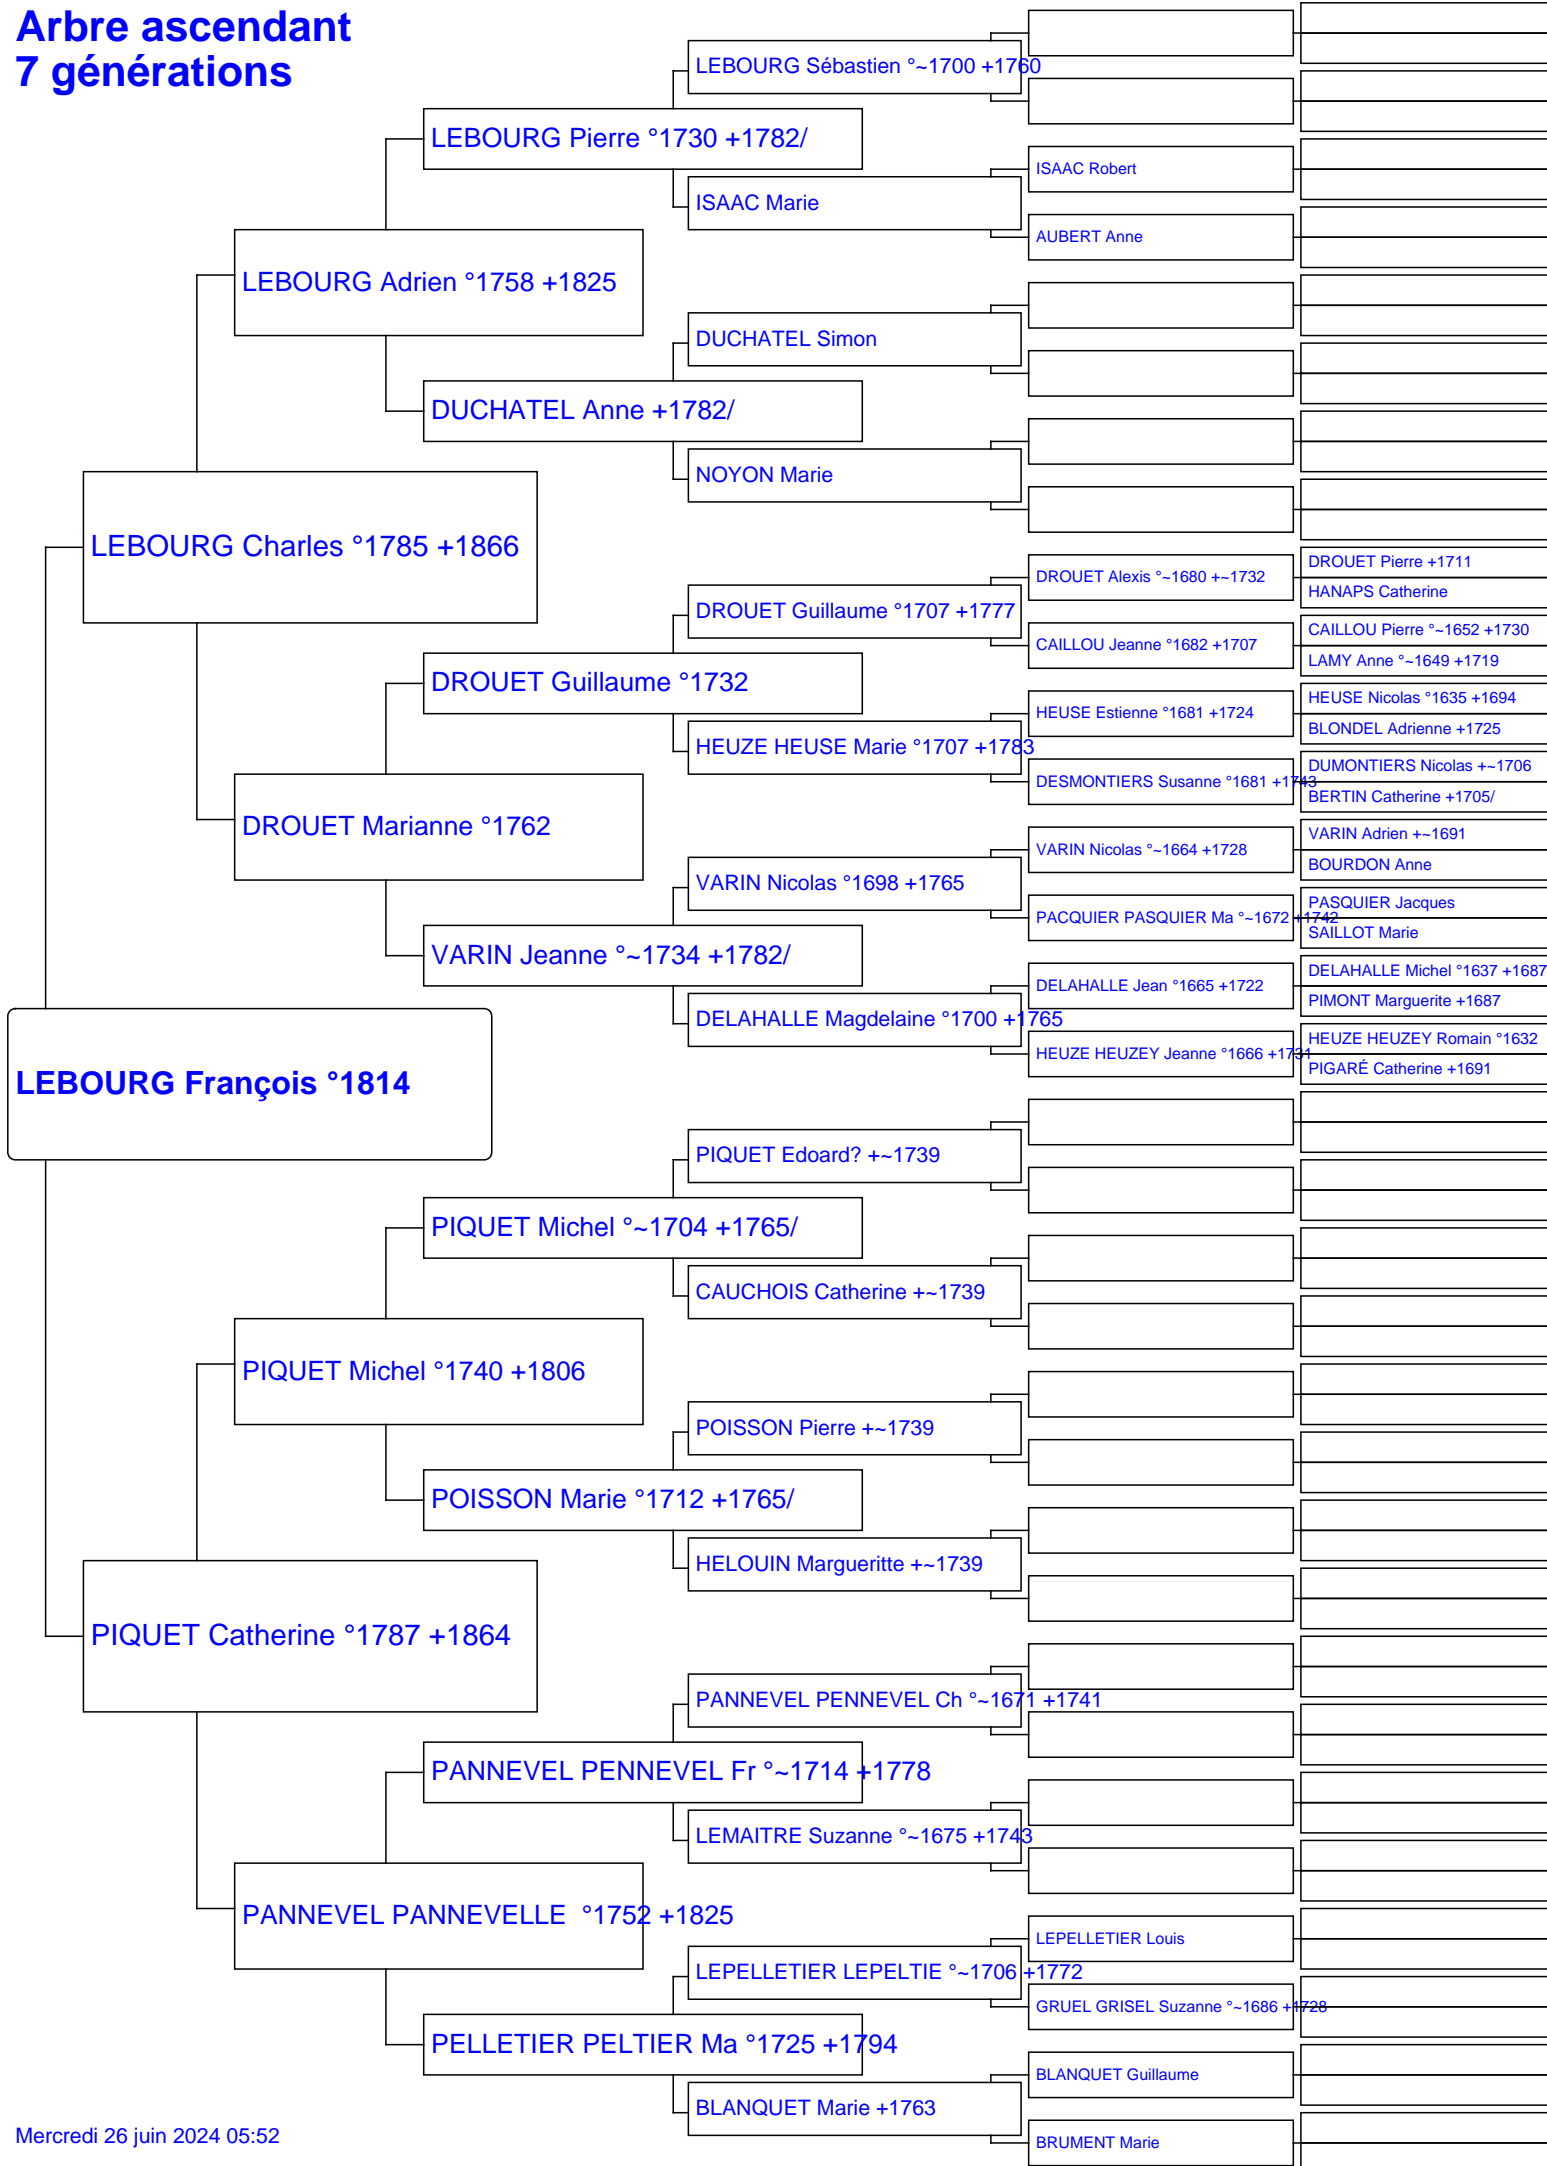 Arbre ascendant
7 générations
LEBOURG Sébastien °~1700 +1760
LEBOURG Pierre °1730 +1782/
ISAAC Robert
ISAAC Marie
AUBERT Anne
LEBOURG Adrien °1758 +1825
DUCHATEL Simon
DUCHATEL Anne +1782/
NOYON Marie
LEBOURG Charles °1785 +1866
DROUET Pierre +1711
DROUET Alexis °~1680 +~1732
HANAPS Catherine
DROUET Guillaume °1707 +1777
CAILLOU Pierre °~1652 +1730
CAILLOU Jeanne °1682 +1707
LAMY Anne °~1649 +1719
DROUET Guillaume °1732
HEUSE Nicolas °1635 +1694
HEUSE Estienne °1681 +1724
BLONDEL Adrienne +1725
HEUZE HEUSE Marie °1707 +1783
DUMONTIERS Nicolas +~1706
DESMONTIERS Susanne °1681 +1743
BERTIN Catherine +1705/
DROUET Marianne °1762
VARIN Adrien +~1691
VARIN Nicolas °~1664 +1728
BOURDON Anne
VARIN Nicolas °1698 +1765
PASQUIER Jacques
PACQUIER PASQUIER Ma °~1672 +1742
SAILLOT Marie
VARIN Jeanne °~1734 +1782/
DELAHALLE Michel °1637 +1687
DELAHALLE Jean °1665 +1722
PIMONT Marguerite +1687
DELAHALLE Magdelaine °1700 +1765
HEUZE HEUZEY Romain °1632
HEUZE HEUZEY Jeanne °1666 +1731
PIGARÉ Catherine +1691
LEBOURG François °1814
PIQUET Edoard? +~1739
PIQUET Michel °~1704 +1765/
CAUCHOIS Catherine +~1739
PIQUET Michel °1740 +1806
POISSON Pierre +~1739
POISSON Marie °1712 +1765/
HELOUIN Margueritte +~1739
PIQUET Catherine °1787 +1864
PANNEVEL PENNEVEL Ch °~1671 +1741
PANNEVEL PENNEVEL Fr °~1714 +1778
LEMAITRE Suzanne °~1675 +1743
PANNEVEL PANNEVELLE °1752 +1825
LEPELLETIER Louis
LEPELLETIER LEPELTIE °~1706 +1772
GRUEL GRISEL Suzanne °~1686 +1728
PELLETIER PELTIER Ma °1725 +1794
BLANQUET Guillaume
BLANQUET Marie +1763
BRUMENT Marie
Mercredi 26 juin 2024 05:52